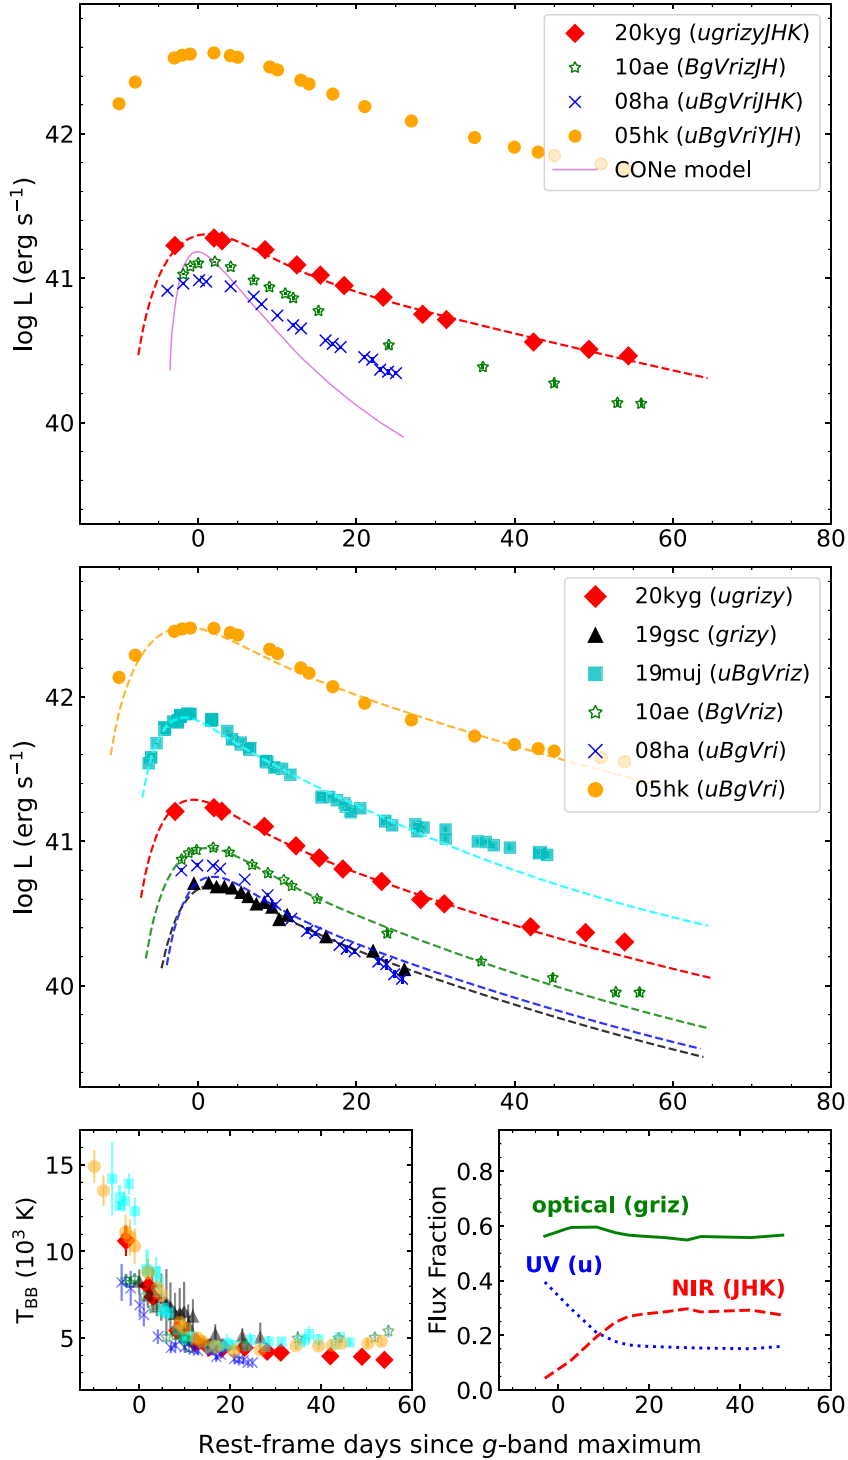 20kyg (ugrizyJHK)
10ae (BgVrizJH)
08ha (uBgVriJHK)
05hk (uBgVriYJH)
CONe model
42
41
40
log L (erg s⁻¹)
0 20 40 60 80
20kyg (ugrizy)
19gsc (grizy)
19muj (uBgVriz)
10ae (BgVriz)
08ha (uBgVri)
05hk (uBgVri)
42
41
40
log L (erg s⁻¹)
0 20 40 60 80
15
10
5
T_BB (10³ K)
0 20 40 60
0.8
0.6
0.4
0.2
0.0
Flux Fraction
optical (griz)
UV (u)
NIR (JHK)
0 20 40 60
Rest-frame days since g-band maximum